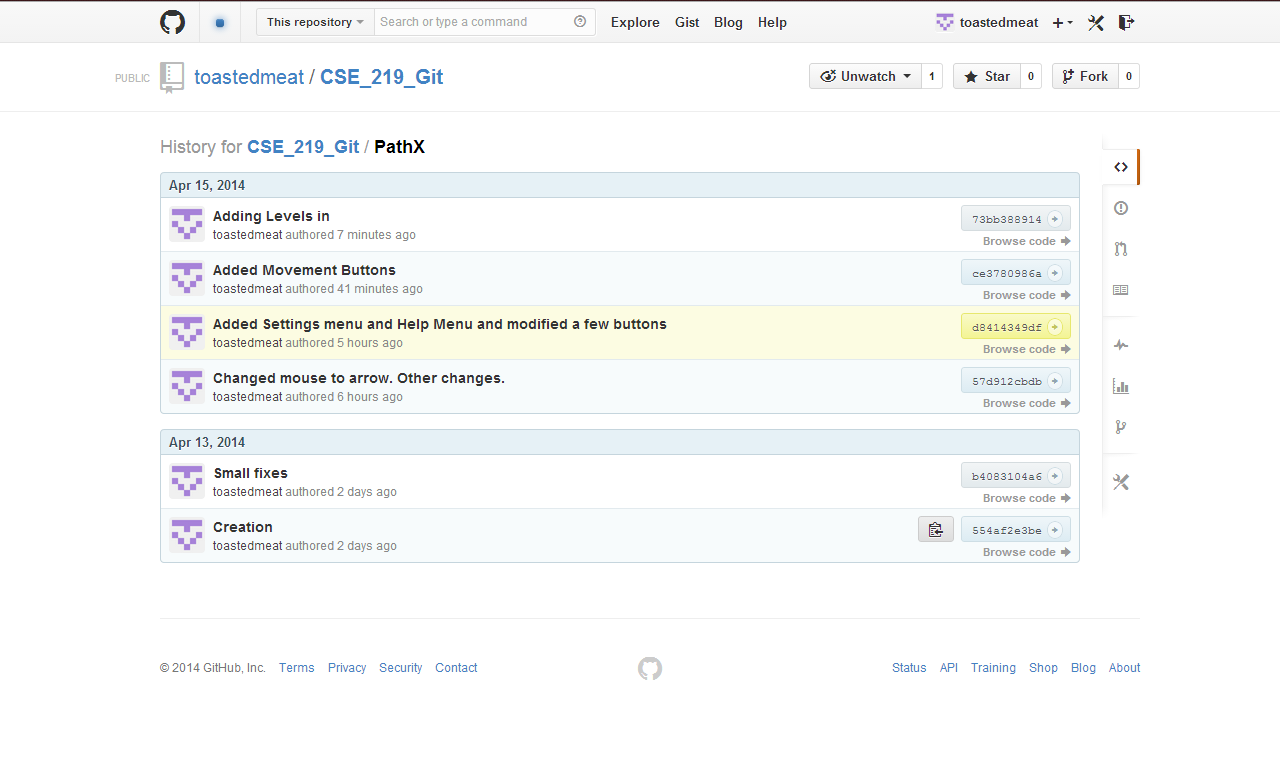 This repository Search or type a command Explore Gist Blog Help toastedmeat
PUBLIC toastedmeat / CSE_219_Git Unwatch 1 Star 0 Fork 0
History for CSE_219_Git / PathX
Apr 15, 2014
Adding Levels in 73bb388914
toastedmeat authored 7 minutes ago Browse code
Added Movement Buttons ce3780986a
toastedmeat authored 41 minutes ago Browse code
Added Settings menu and Help Menu and modified a few buttons d8414349df
toastedmeat authored 5 hours ago Browse code
Changed mouse to arrow. Other changes. 57d912cbdb
toastedmeat authored 6 hours ago Browse code
Apr 13, 2014
Small fixes b4083104a6
toastedmeat authored 2 days ago Browse code
Creation 554af2e3be
toastedmeat authored 2 days ago Browse code
© 2014 GitHub, Inc. Terms Privacy Security Contact Status API Training Shop Blog About